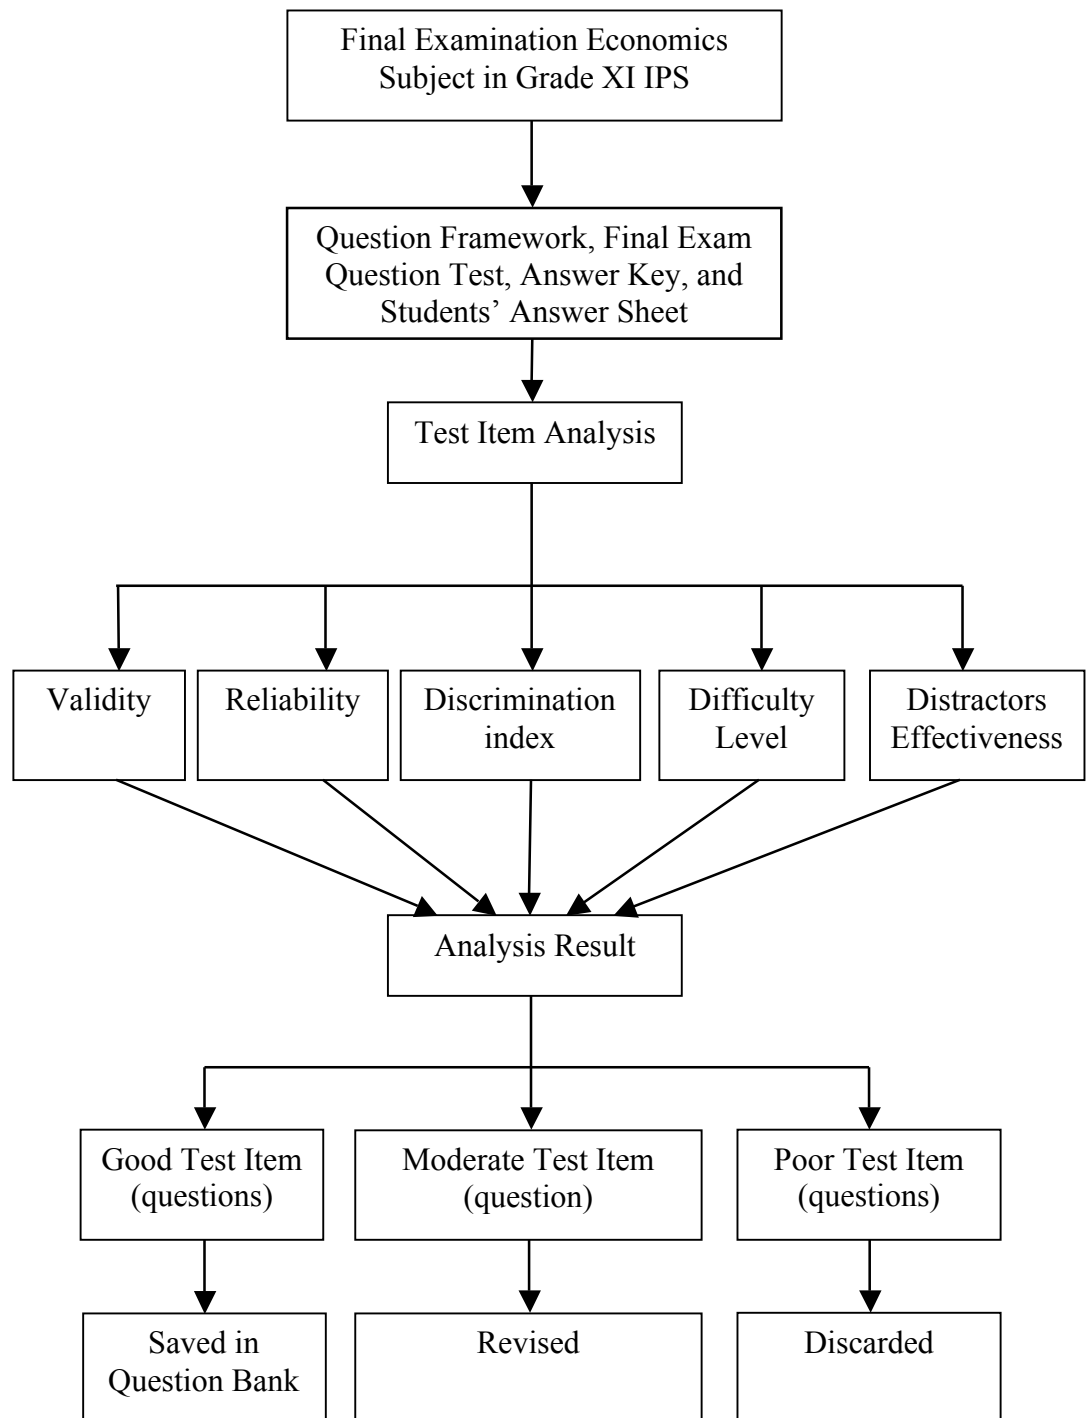 Final Examination Economics
Subject in Grade XI IPS
Question Framework, Final Exam
Question Test, Answer Key, and
Students’ Answer Sheet
Test Item Analysis
Validity
Reliability
Discrimination
index
Difficulty
Level
Distractors
Effectiveness
Analysis Result
Good Test Item
(questions)
Moderate Test Item
(question)
Poor Test Item
(questions)
Saved in
Question Bank
Revised
Discarded